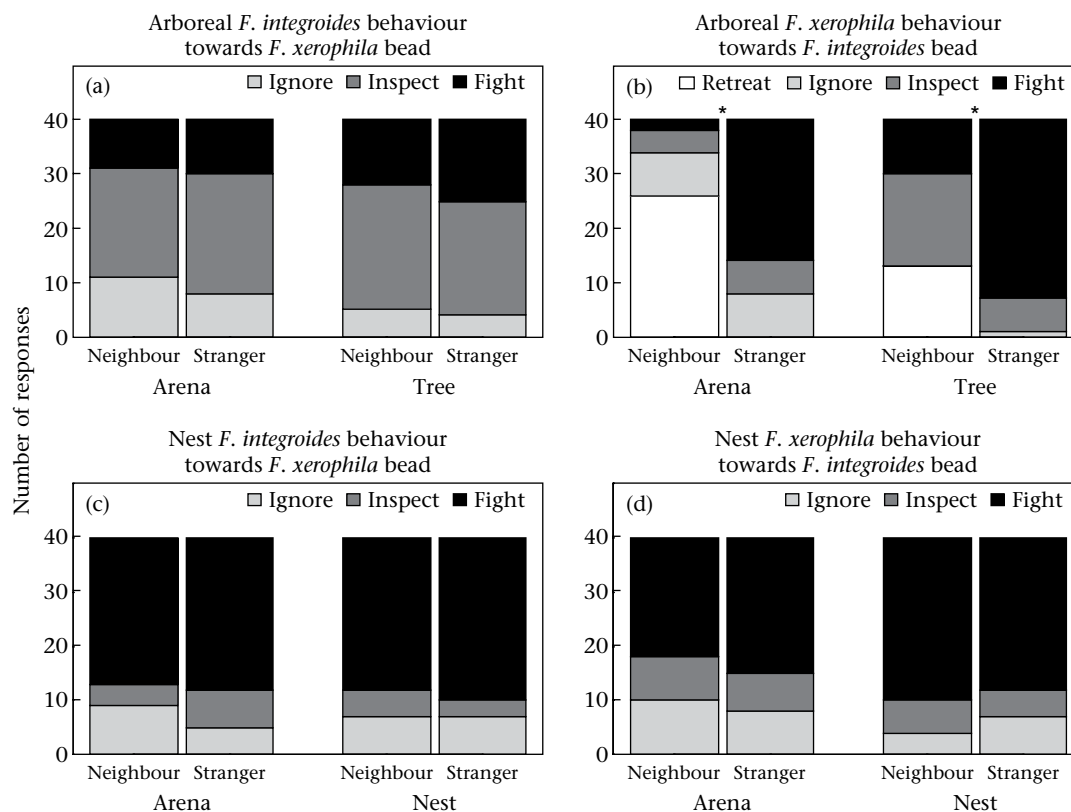 Arboreal F. integroides behaviour
towards F. xerophila bead
(a) Ignore Inspect Fight
40
30
20
10
0
Neighbour Stranger Neighbour Stranger
Arena Tree
Arboreal F. xerophila behaviour
towards F. integroides bead
(b) Retreat Ignore Inspect Fight
* *
40
30
20
10
0
Neighbour Stranger Neighbour Stranger
Arena Tree
Number of responses
Nest F. integroides behaviour
towards F. xerophila bead
(c) Ignore Inspect Fight
40
30
20
10
0
Neighbour Stranger Neighbour Stranger
Arena Nest
Nest F. xerophila behaviour
towards F. integroides bead
(d) Ignore Inspect Fight
40
30
20
10
0
Neighbour Stranger Neighbour Stranger
Arena Nest